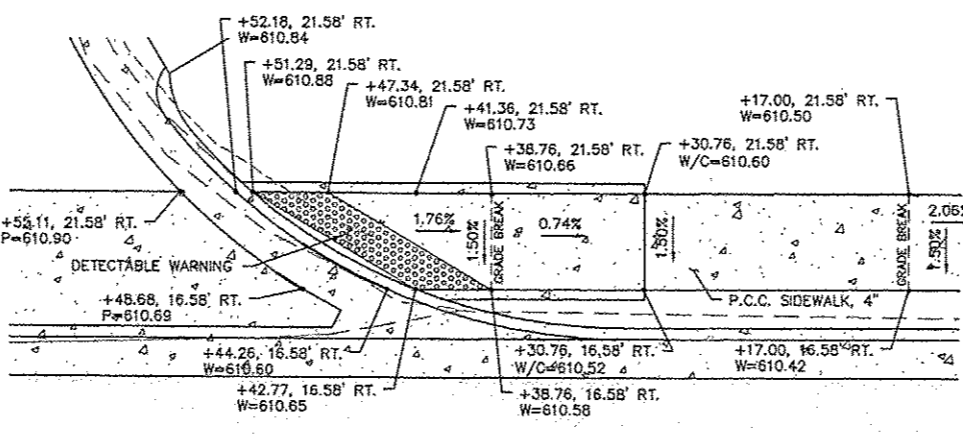 +52.18, 21.58' RT.
W=610.84
+51.29, 21.58' RT.
W=610.88
+47.34, 21.58' RT.
W=610.81
+41.36, 21.58' RT.
W=610.73
+38.76, 21.58' RT.
W=610.66
+17.00, 21.58' RT.
W=610.50
+30.76, 21.58' RT.
W/C=610.60
+55.11, 21.58' RT.
P=610.90
1.76%
1.50%
GRADE BREAK
0.74%
1.50%
GRADE BREAK
2.06%
1.50%
DETECTABLE WARNING
+48.68, 16.58' RT.
P=610.69
P.C.C. SIDEWALK, 4"
+44.26, 16.58' RT.
W=610.60
+30.76, 16.58' RT.
W/C=610.52
+17.00, 16.58' RT.
W=610.42
+42.77, 16.58' RT.
W=610.65
+38.76, 16.58' RT.
W=610.58